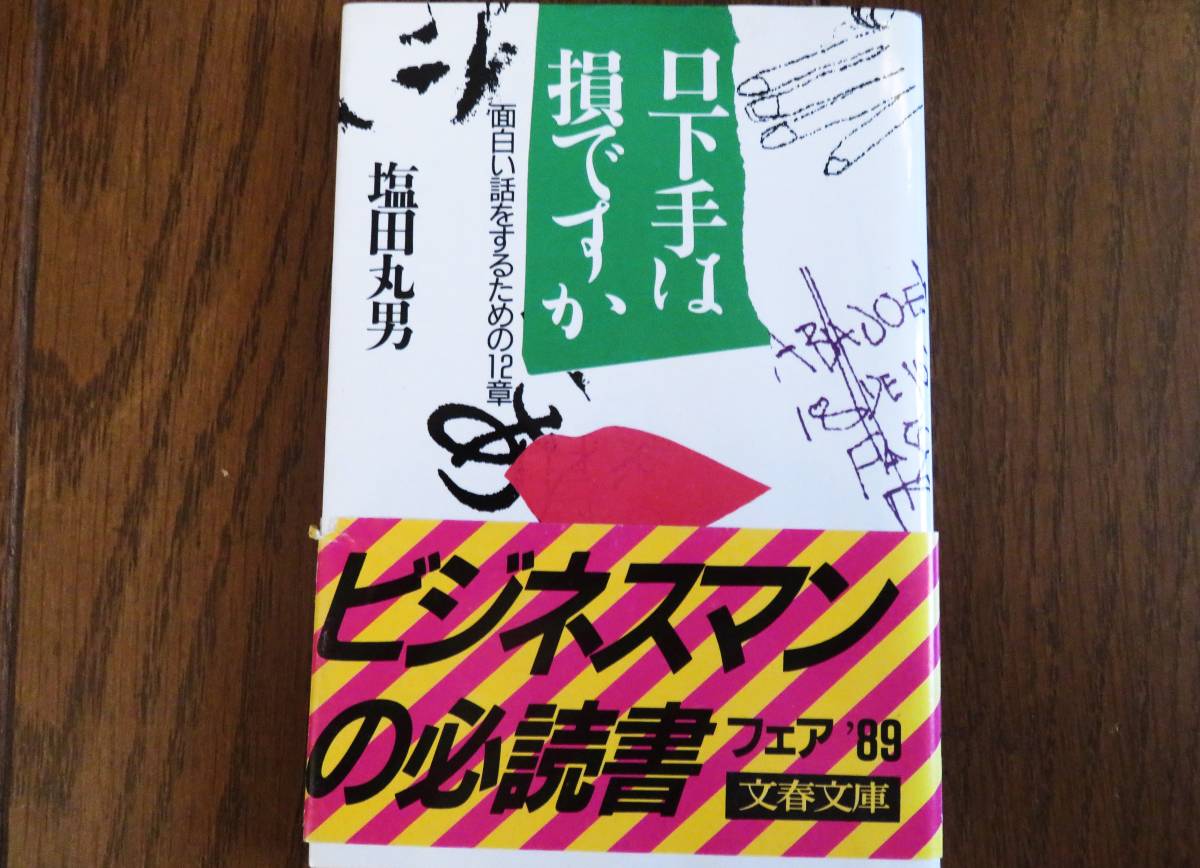 口下手は
損ですか
面白い話をするための12章
塩田丸男
ビジネスマン
の必読書
フェア '89
文春文庫